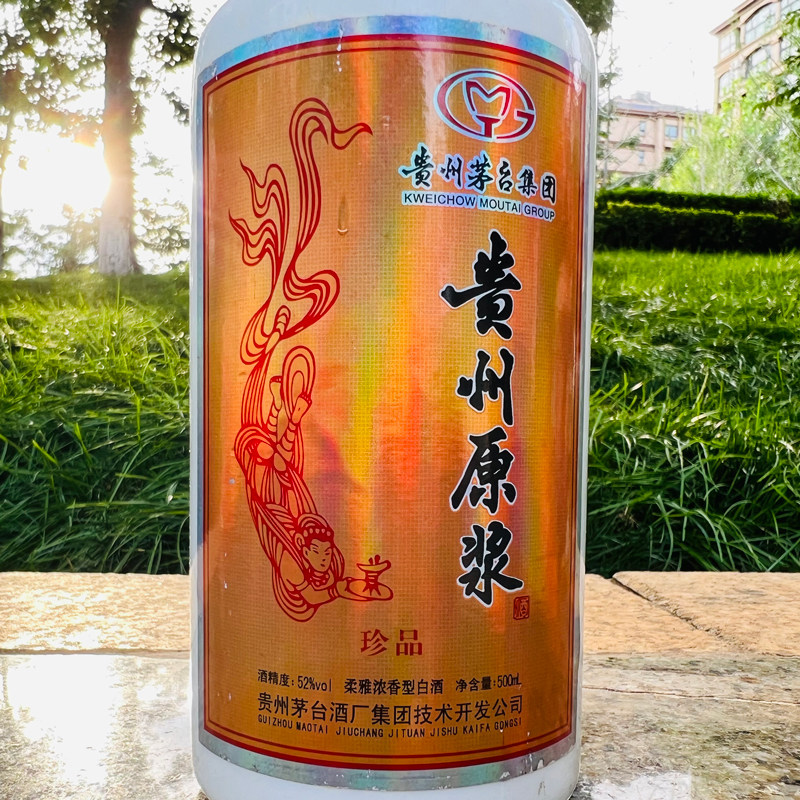 贵州茅台集团
KWEICHOW MOUTAI GROUP
贵州原浆
酒
珍品
酒精度:52%vol 柔雅浓香型白酒 净含量:500mL
贵州茅台酒厂集团技术开发公司
GUIZHOU MAOTAI JIUCHANG JITUAN JISHU KAIFA GONGSI